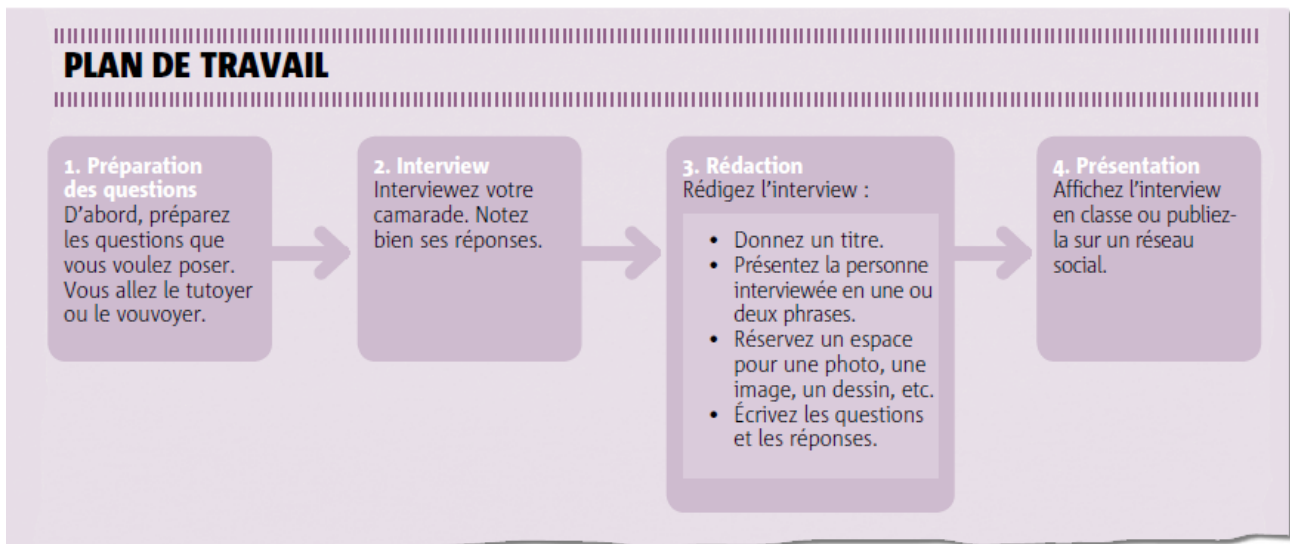 PLAN DE TRAVAIL
1. Préparation
des questions
D'abord, préparez
les questions que
vous voulez poser.
Vous allez le tutoyer
ou le vouvoyer.
2. Interview
Interviewez votre
camarade. Notez
bien ses réponses.
3. Rédaction
Rédigez l'interview :
• Donnez un titre.
• Présentez la personne
interviewée en une ou
deux phrases.
• Réservez un espace
pour une photo, une
image, un dessin, etc.
• Écrivez les questions
et les réponses.
4. Présentation
Affichez l'interview
en classe ou publiez-
la sur un réseau
social.